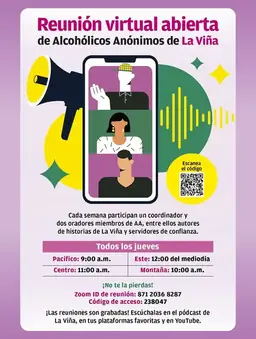 Reunión virtual abierta
de Alcohólicos Anónimos de La Viña
Escanea
el código
Cada semana participan un coordinador y
dos oradores miembros de AA, entre ellos autores
de historias de La Viña y servidores de confianza.
Todos los jueves
Pacífico: 9:00 a.m.
Este: 12:00 del mediodía
Centro: 11:00 a.m.
Montaña: 10:00 a.m.
¡No te la pierdas!
Zoom ID de reunión: 871 2036 8287
Código de acceso: 238047
¡Las reuniones son grabadas! Escúchalas en el pódcast de
La Viña, en tus plataformas favoritas y en YouTube.